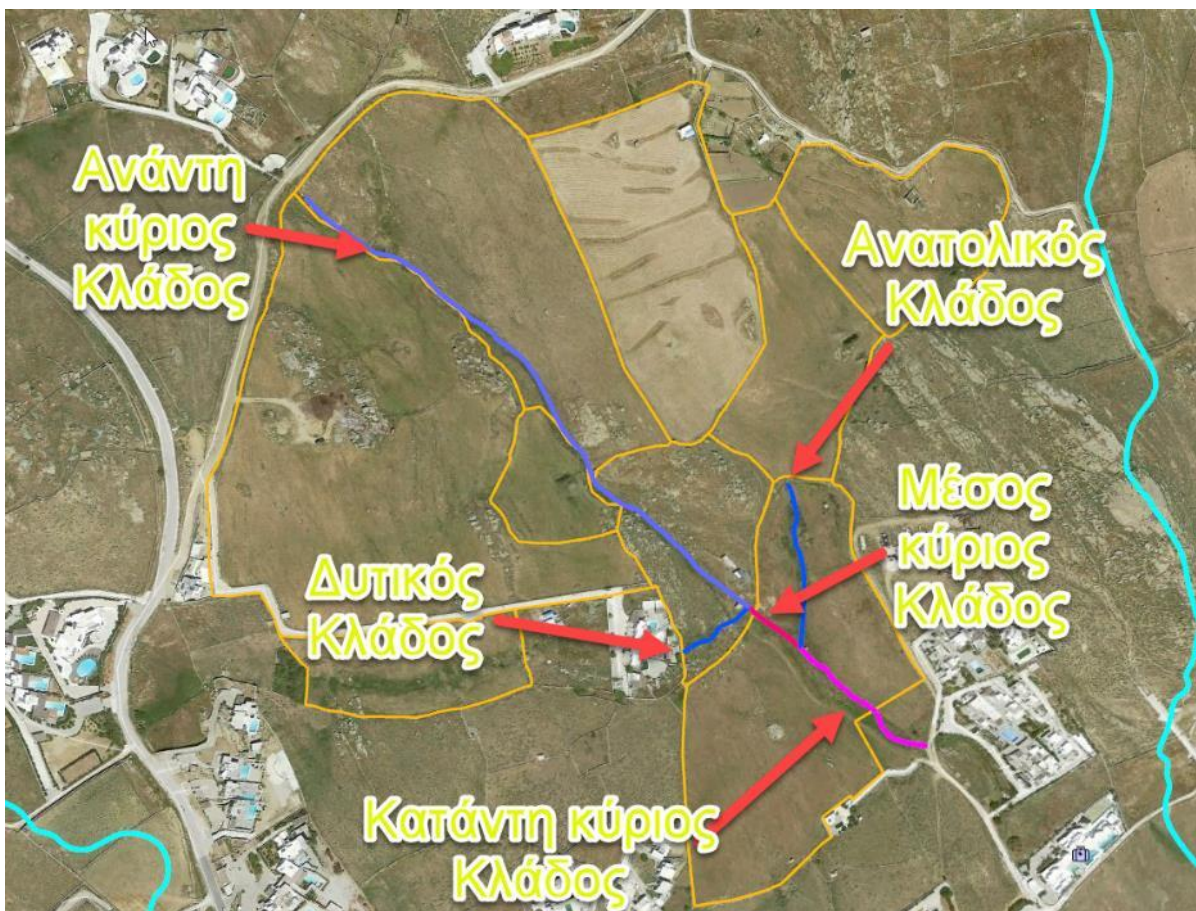 Ανάντη
κύριος
Κλάδος
Ανατολικός
Κλάδος
Μέσος
κύριος
Κλάδος
Δυτικός
Κλάδος
Κατάντη κύριος
Κλάδος